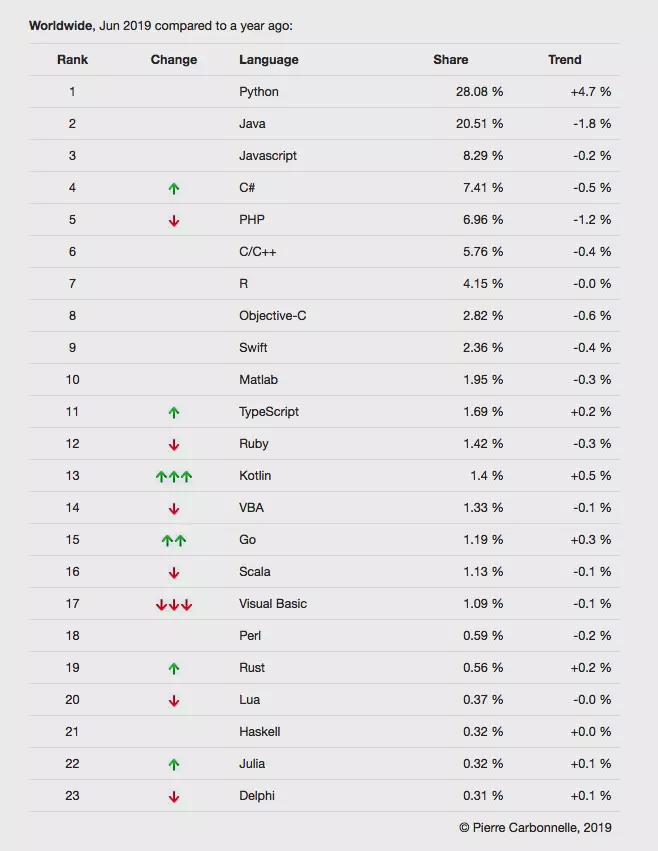 Worldwide, Jun 2019 compared to a year ago:
Rank Change Language Share Trend
1 Python 28.08 % +4.7 %
2 Java 20.51 % -1.8 %
3 Javascript 8.29 % -0.2 %
4 ↑ C# 7.41 % -0.5 %
5 ↓ PHP 6.96 % -1.2 %
6 C/C++ 5.76 % -0.4 %
7 R 4.15 % -0.0 %
8 Objective-C 2.82 % -0.6 %
9 Swift 2.36 % -0.4 %
10 Matlab 1.95 % -0.3 %
11 ↑ TypeScript 1.69 % +0.2 %
12 ↓ Ruby 1.42 % -0.3 %
13 ↑↑↑ Kotlin 1.4 % +0.5 %
14 ↓ VBA 1.33 % -0.1 %
15 ↑↑ Go 1.19 % +0.3 %
16 ↓ Scala 1.13 % -0.1 %
17 ↓↓↓ Visual Basic 1.09 % -0.1 %
18 Perl 0.59 % -0.2 %
19 ↑ Rust 0.56 % +0.2 %
20 ↓ Lua 0.37 % -0.0 %
21 Haskell 0.32 % +0.0 %
22 ↑ Julia 0.32 % +0.1 %
23 ↓ Delphi 0.31 % +0.1 %
© Pierre Carbonnelle, 2019